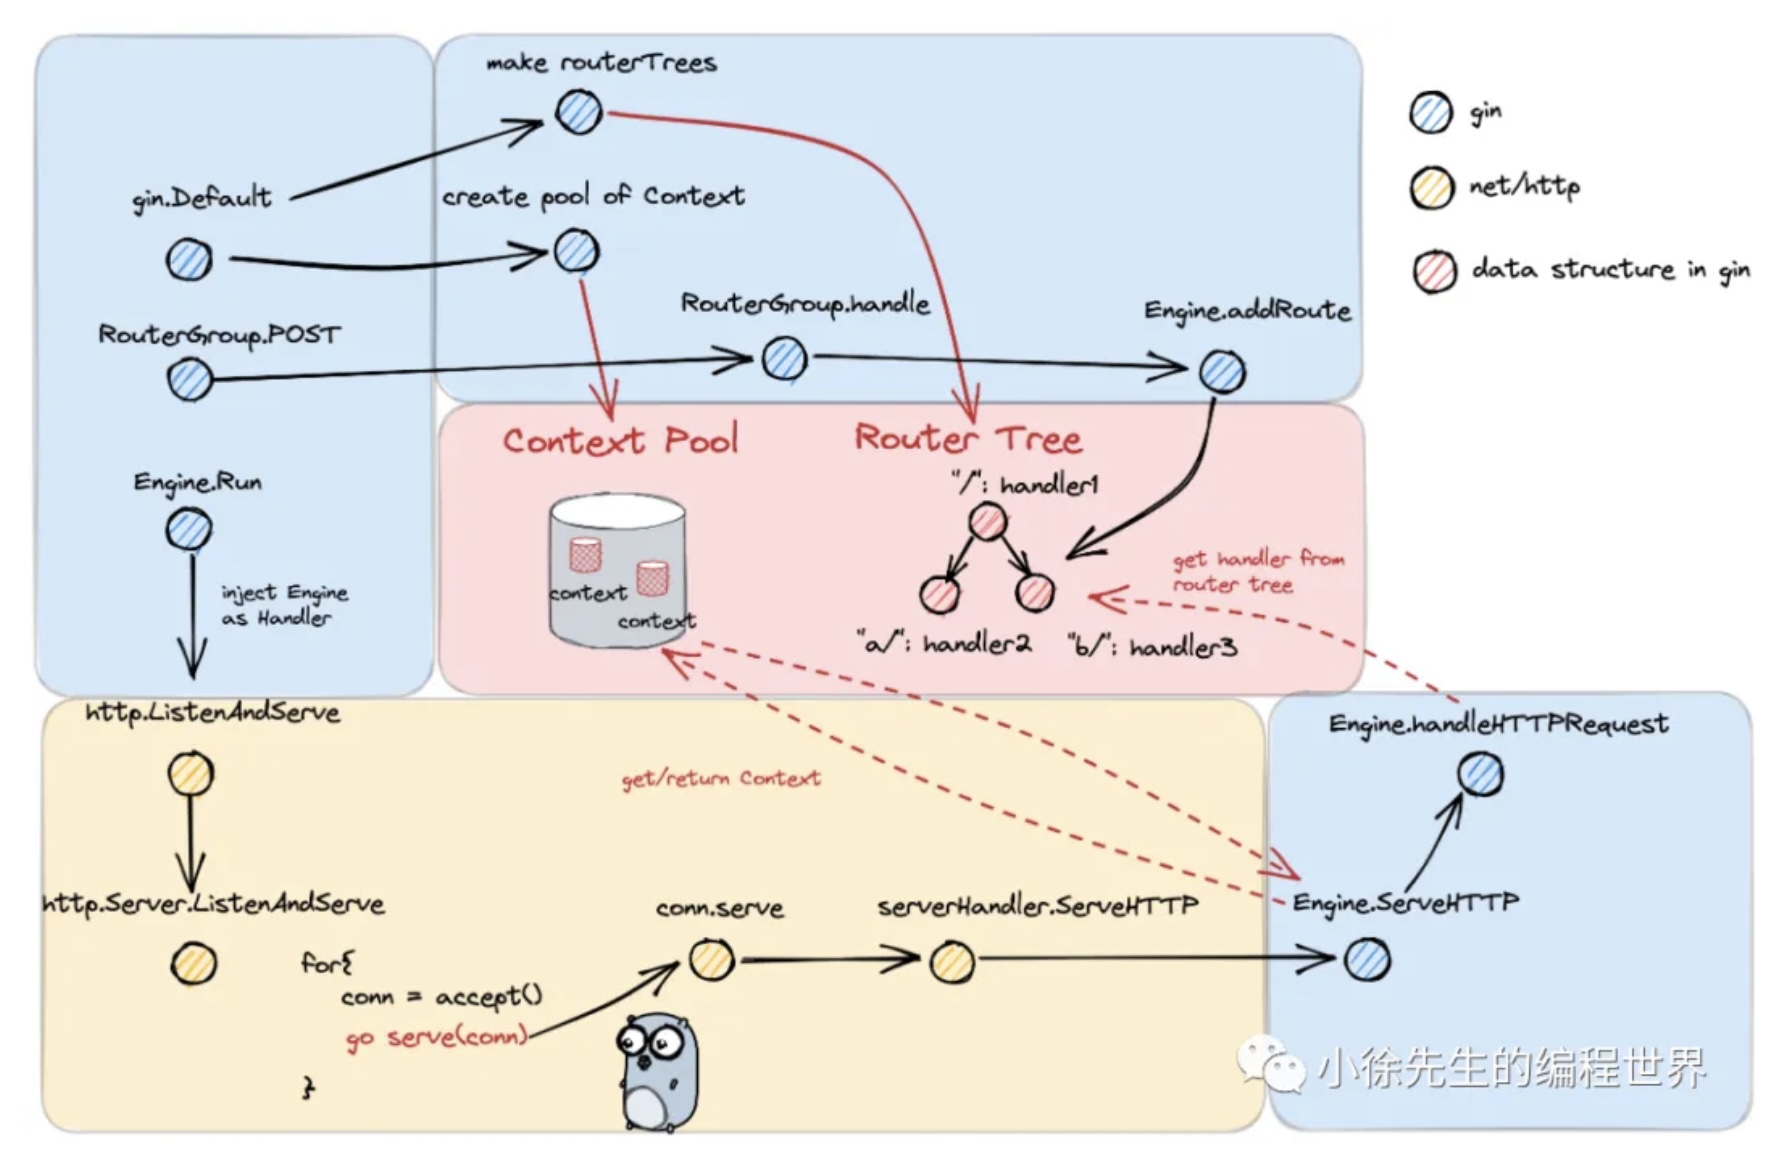 make routerTrees
gin
gin.Default
create pool of Context
net/http
data structure in gin
RouterGroup.handle
Engine.addRoute
RouterGroup.POST
Context Pool
Router Tree
Engine.Run
"/": handler1
inject Engine
as Handler
context
context
get handler from
router tree
"a/": handler2
"b/": handler3
http.ListenAndServe
Engine.handleHTTPRequest
get/return Context
http.Server.ListenAndServe
conn.serve
serverHandler.ServeHTTP
Engine.ServeHTTP
for{
conn = accept()
go serve(conn)
}
小徐先生的编程世界